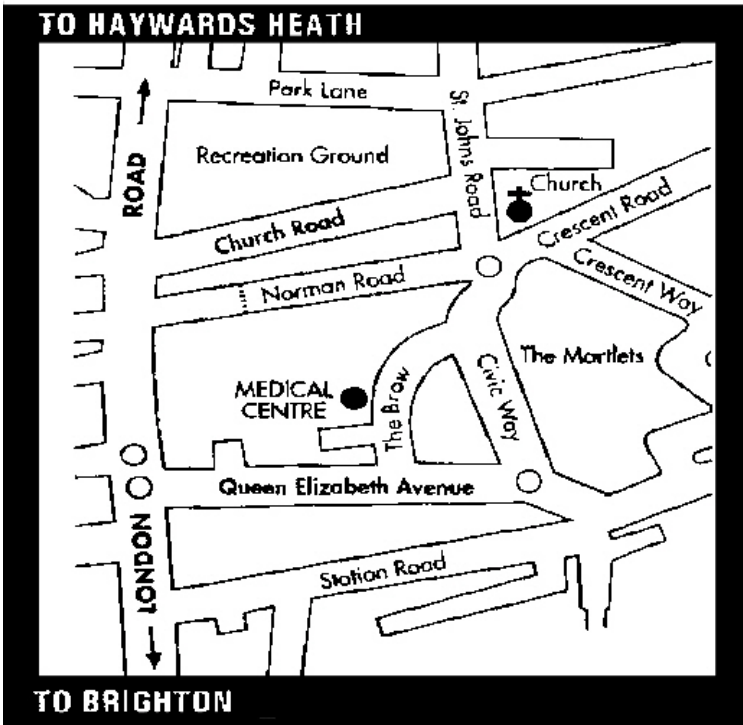 TO HAYWARDS HEATH
Park Lane
St. Johns Road
ROAD
Recreation Ground
Church
Church Road
Crescent Road
Crescent Way
Norman Road
The Martlets
MEDICAL
CENTRE
The Brow
Civic Way
Queen Elizabeth Avenue
LONDON
Station Road
TO BRIGHTON